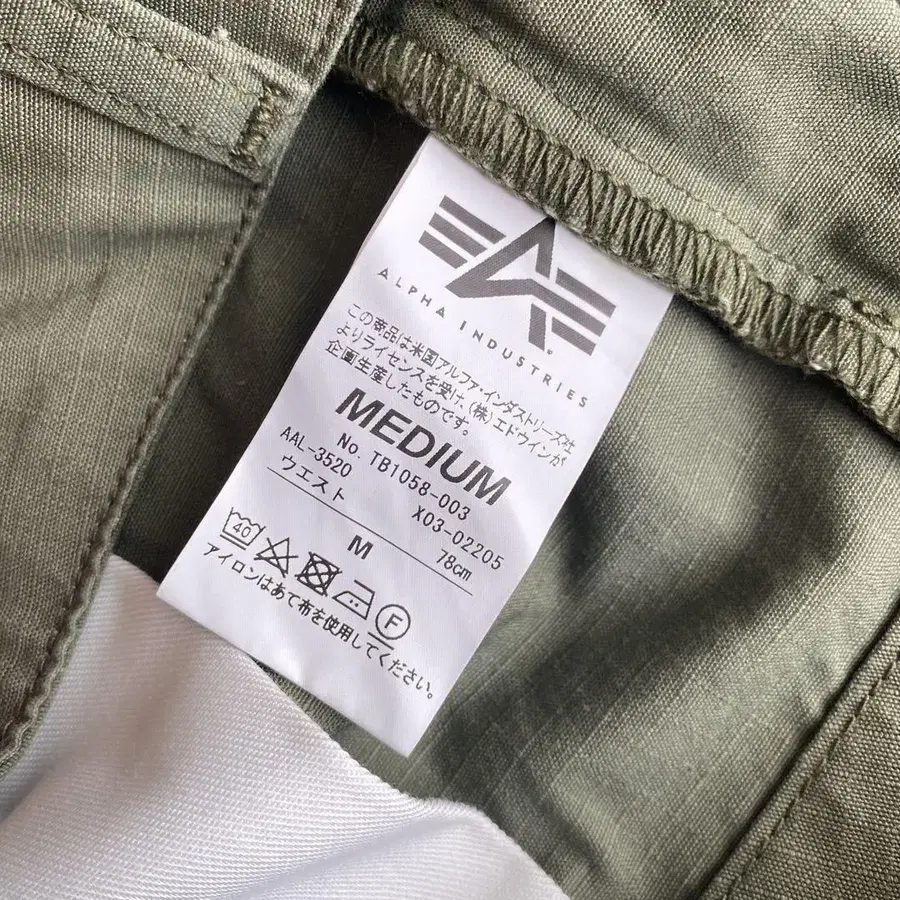 ALPHA INDUSTRIES
この商品は米国アルファ・インダストリーズ社
よりライセンスを受け、(株)エドウインが
企画生産したものです。
MEDIUM
No. TB1058-003
AAL-3520 X03-02205
ウエスト M 78cm
40 F
アイロンはあて布を使用してください。